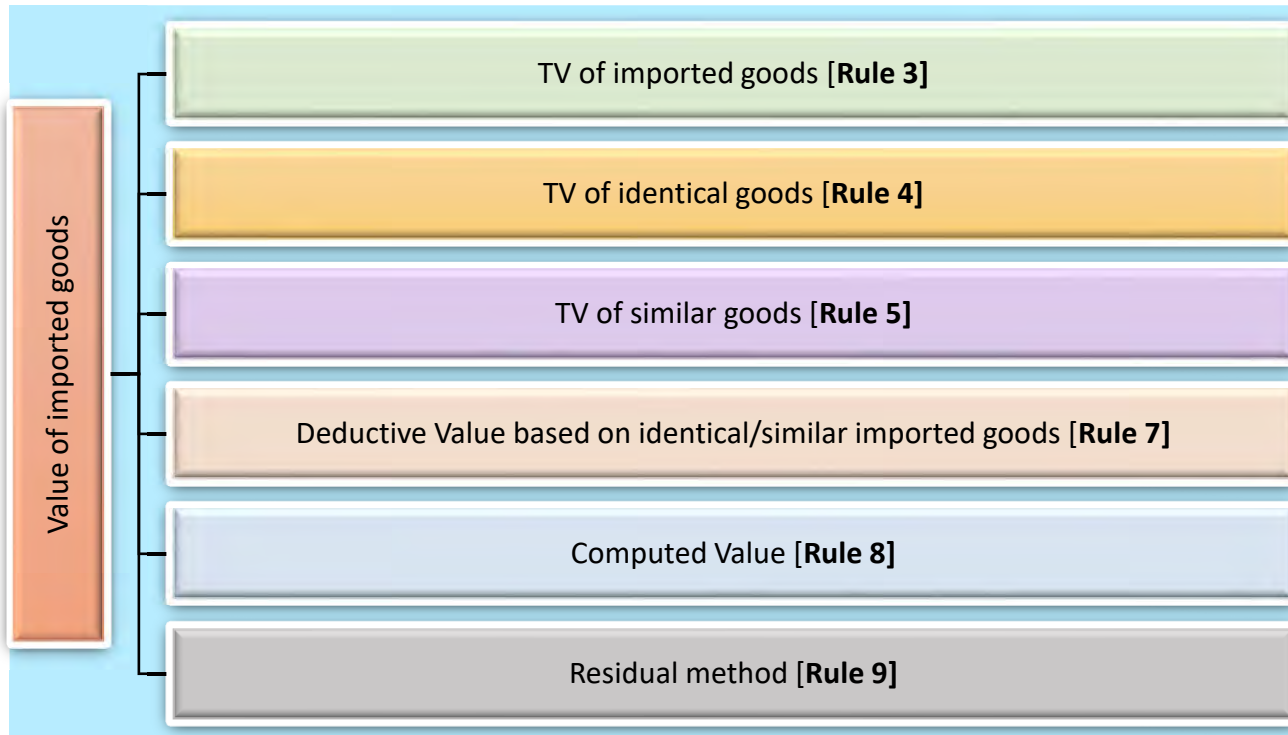 Value of imported goods
TV of imported goods [Rule 3]
TV of identical goods [Rule 4]
TV of similar goods [Rule 5]
Deductive Value based on identical/similar imported goods [Rule 7]
Computed Value [Rule 8]
Residual method [Rule 9]